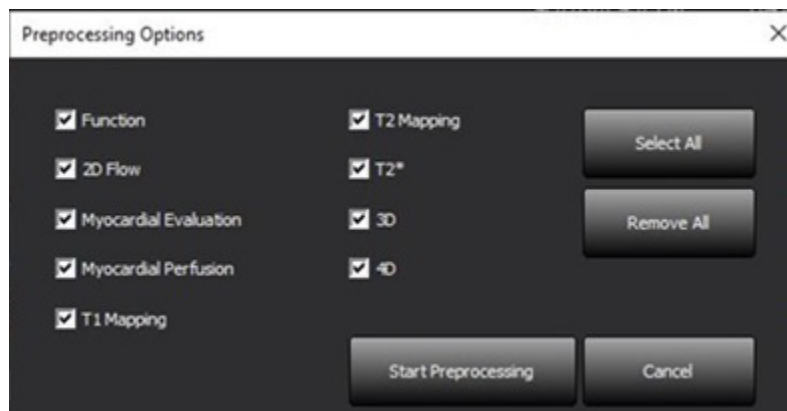 Preprocessing Options
Function
2D Flow
Myocardial Evaluation
Myocardial Perfusion
T1 Mapping
T2 Mapping
T2*
3D
4D
Select All
Remove All
Start Preprocessing
Cancel